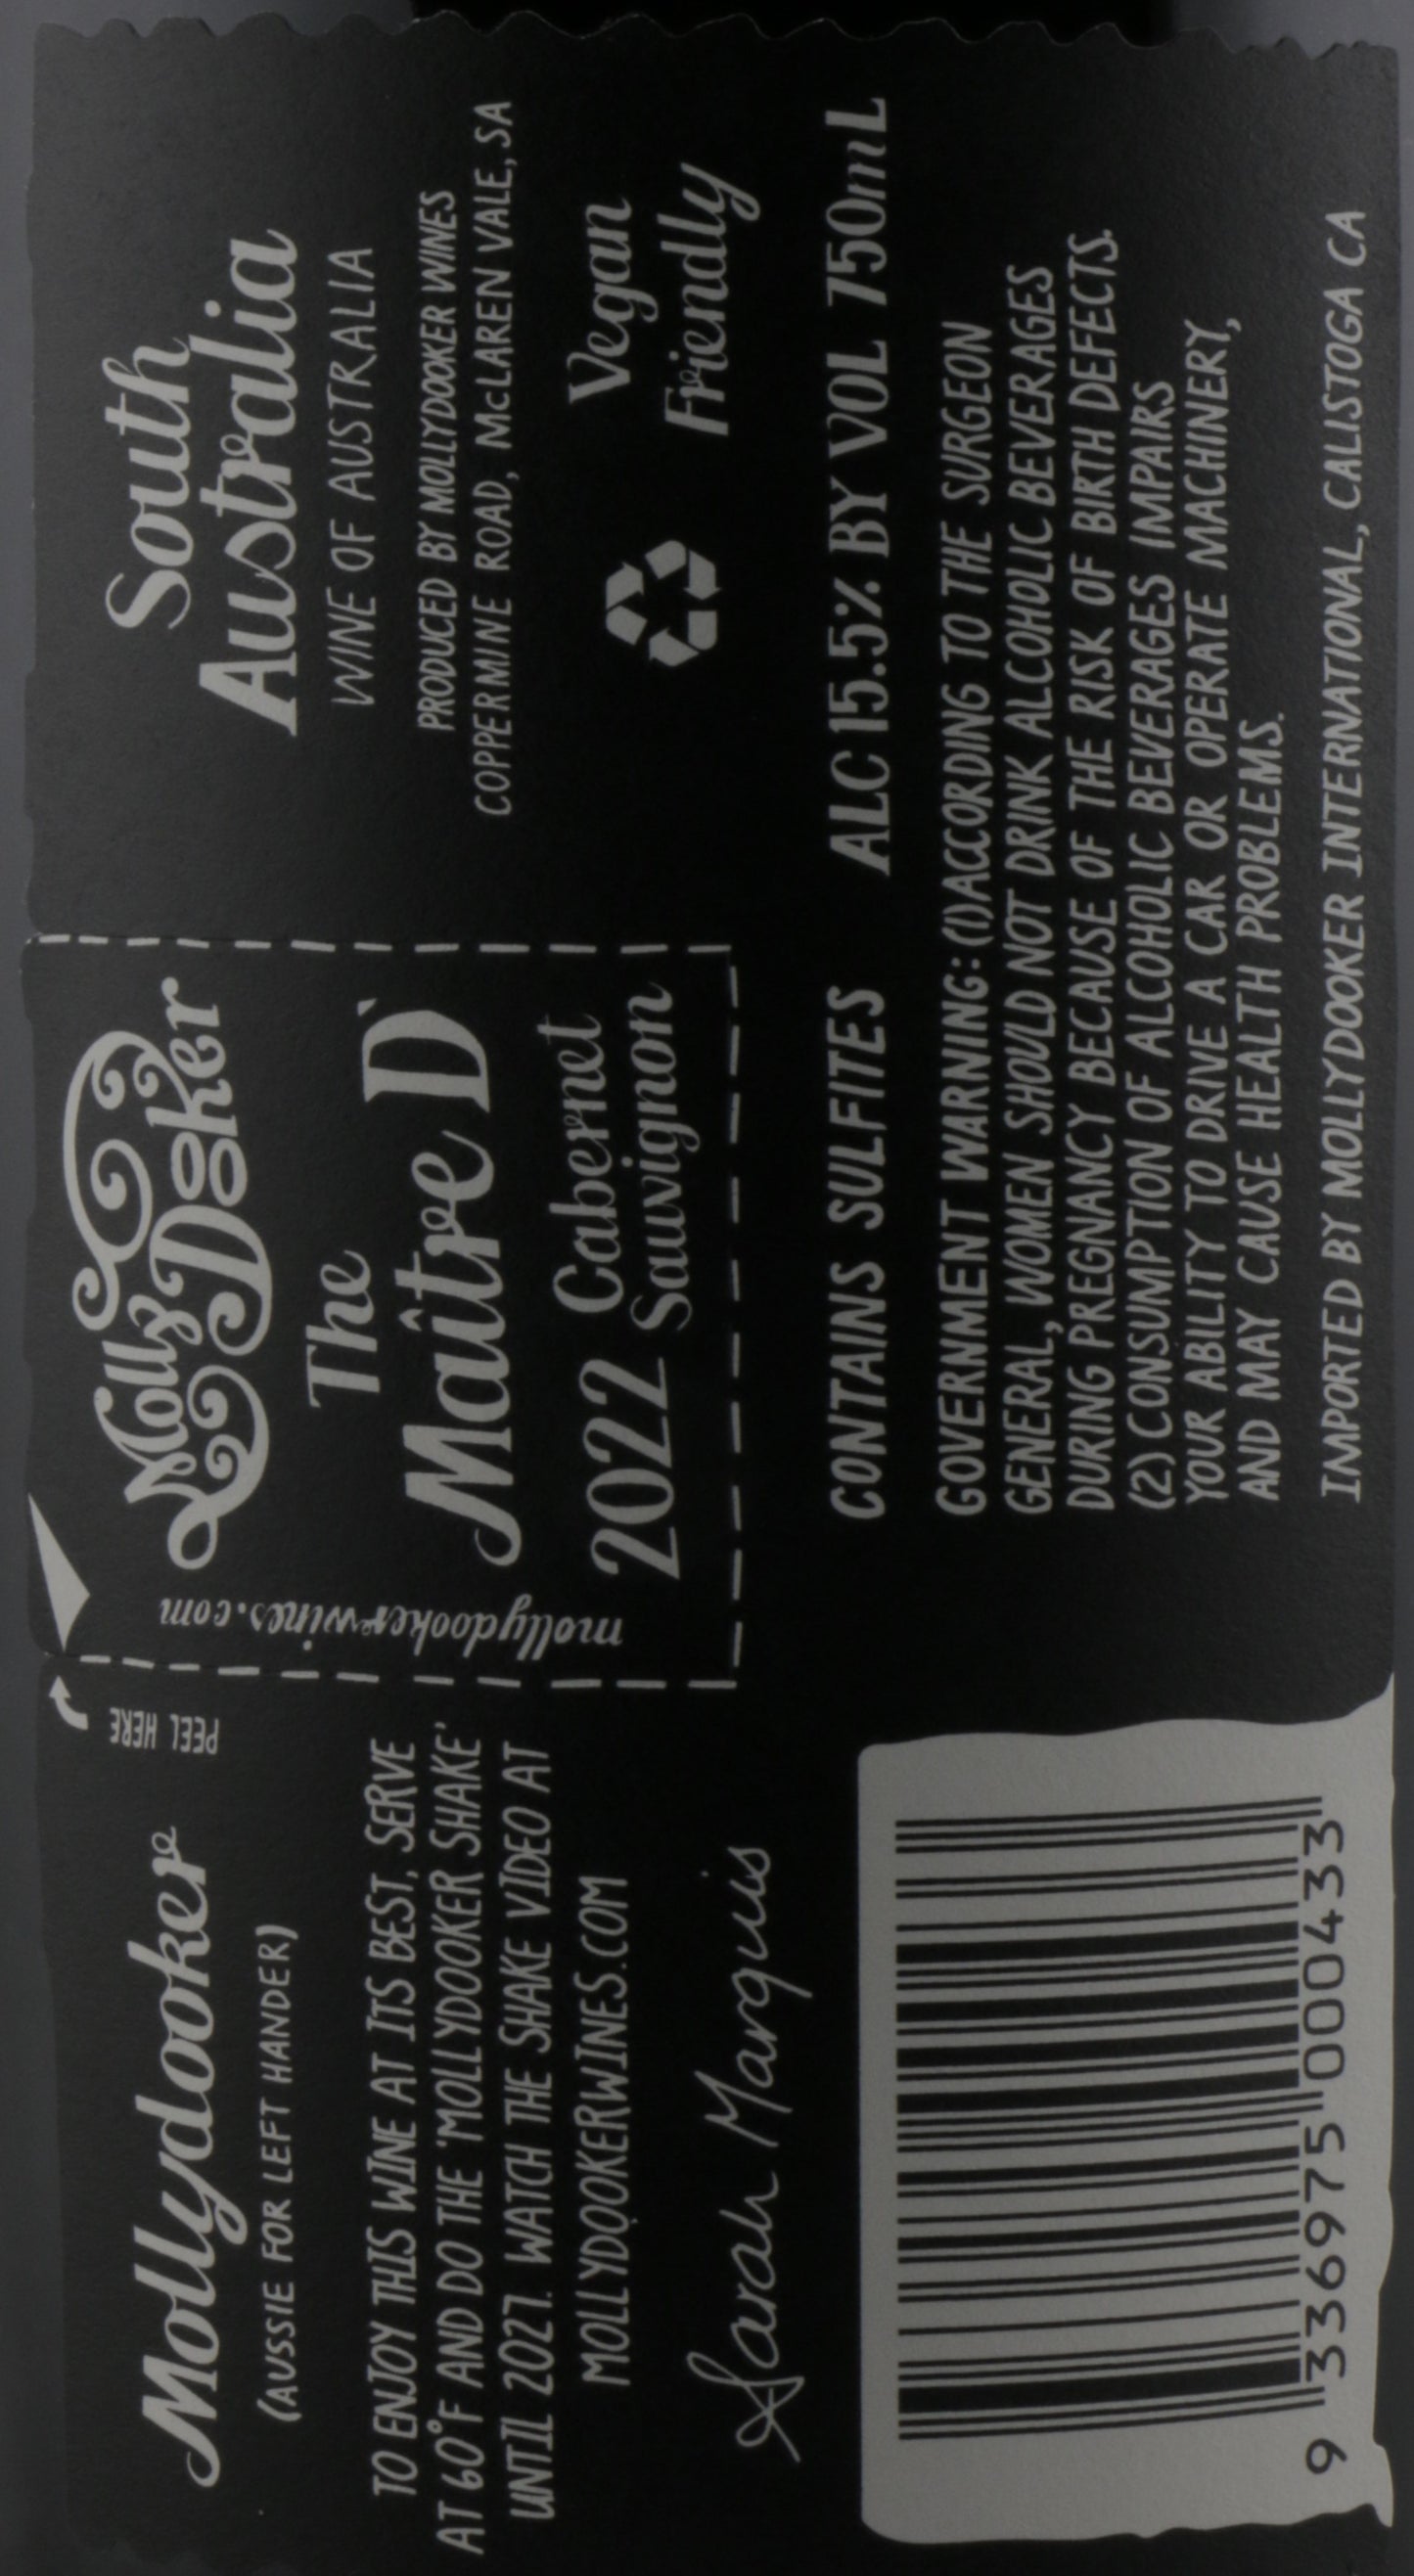 Mollydooker
(AUSSIE FOR LEFT HANDER)
TO ENJOY THIS WINE AT ITS BEST, SERVE
AT 60°F AND DO THE 'MOLLYDOOKER SHAKE'
UNTIL 2027. WATCH THE SHAKE VIDEO AT
MOLLYDOOKERWINES.COM
Sarah Marquis
9 336975 000433
PEEL HERE
mollydookerwines.com
Molly Dooker
The
Maître D'
2022 Cabernet
Sauvignon
South
Australia
WINE OF AUSTRALIA
PRODUCED BY MOLLYDOOKER WINES
COPPERMINE ROAD, McLAREN VALE, SA
Vegan
Friendly
CONTAINS SULFITES ALC 15.5% BY VOL 750mL
GOVERNMENT WARNING: (1) ACCORDING TO THE SURGEON
GENERAL, WOMEN SHOULD NOT DRINK ALCOHOLIC BEVERAGES
DURING PREGNANCY BECAUSE OF THE RISK OF BIRTH DEFECTS.
(2) CONSUMPTION OF ALCOHOLIC BEVERAGES IMPAIRS
YOUR ABILITY TO DRIVE A CAR OR OPERATE MACHINERY,
AND MAY CAUSE HEALTH PROBLEMS.
IMPORTED BY MOLLYDOOKER INTERNATIONAL, CALISTOGA CA